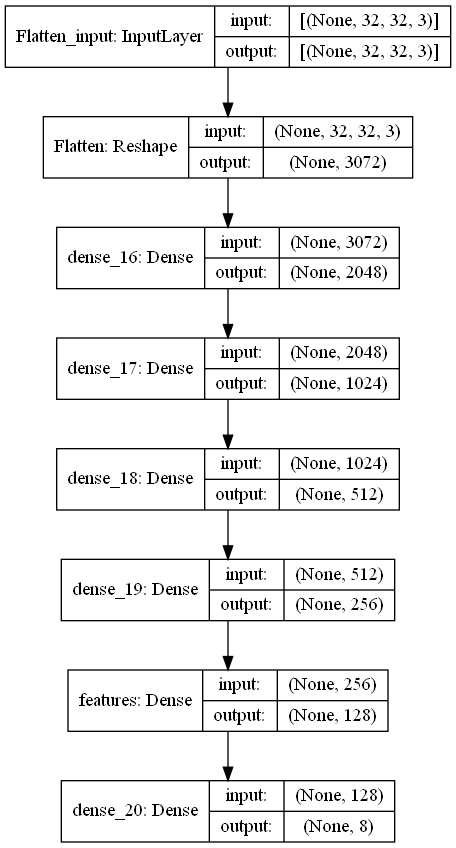 Flatten_input: InputLayer
input:
[(None, 32, 32, 3)]
output:
[(None, 32, 32, 3)]
Flatten: Reshape
input:
(None, 32, 32, 3)
output:
(None, 3072)
dense_16: Dense
input:
(None, 3072)
output:
(None, 2048)
dense_17: Dense
input:
(None, 2048)
output:
(None, 1024)
dense_18: Dense
input:
(None, 1024)
output:
(None, 512)
dense_19: Dense
input:
(None, 512)
output:
(None, 256)
features: Dense
input:
(None, 256)
output:
(None, 128)
dense_20: Dense
input:
(None, 128)
output:
(None, 8)